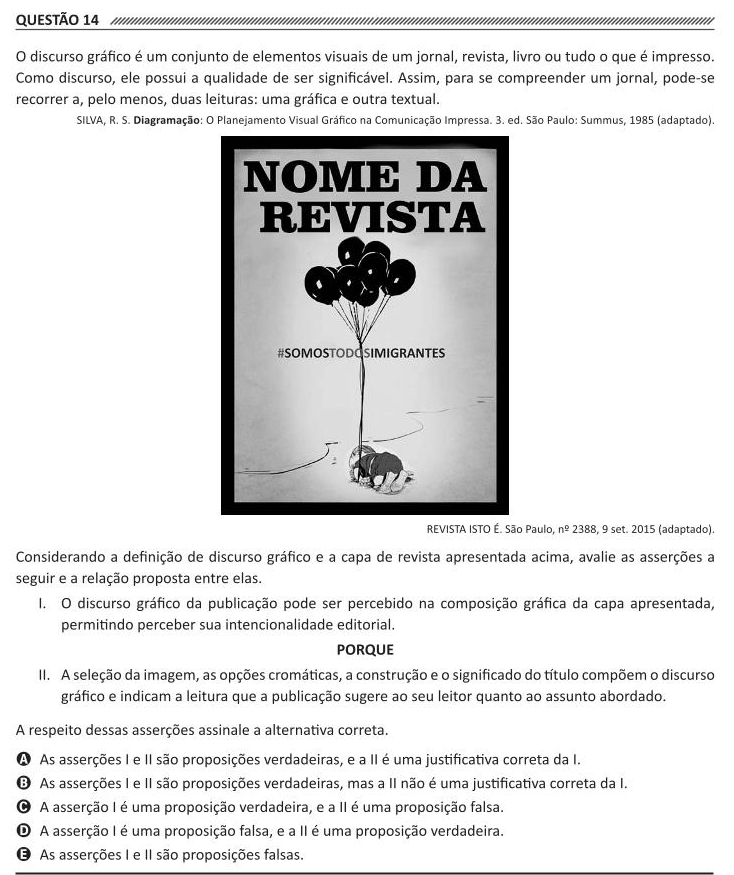 QUESTÃO 14
O discurso gráfico é um conjunto de elementos visuais de um jornal, revista, livro ou tudo o que é impresso.
Como discurso, ele possui a qualidade de ser significável. Assim, para se compreender um jornal, pode-se
recorrer a, pelo menos, duas leituras: uma gráfica e outra textual.
SILVA, R. S. Diagramação: O Planejamento Visual Gráfico na Comunicação Impressa. 3. ed. São Paulo: Summus, 1985 (adaptado).
NOME DA
REVISTA
#SOMOSTODOSIMIGRANTES
REVISTA ISTO É. São Paulo, nº 2388, 9 set. 2015 (adaptado).
Considerando a definição de discurso gráfico e a capa de revista apresentada acima, avalie as asserções a
seguir e a relação proposta entre elas.
I. O discurso gráfico da publicação pode ser percebido na composição gráfica da capa apresentada,
permitindo perceber sua intencionalidade editorial.
PORQUE
II. A seleção da imagem, as opções cromáticas, a construção e o significado do título compõem o discurso
gráfico e indicam a leitura que a publicação sugere ao seu leitor quanto ao assunto abordado.
A respeito dessas asserções assinale a alternativa correta.
A As asserções I e II são proposições verdadeiras, e a II é uma justificativa correta da I.
B As asserções I e II são proposições verdadeiras, mas a II não é uma justificativa correta da I.
C A asserção I é uma proposição verdadeira, e a II é uma proposição falsa.
D A asserção I é uma proposição falsa, e a II é uma proposição verdadeira.
E As asserções I e II são proposições falsas.